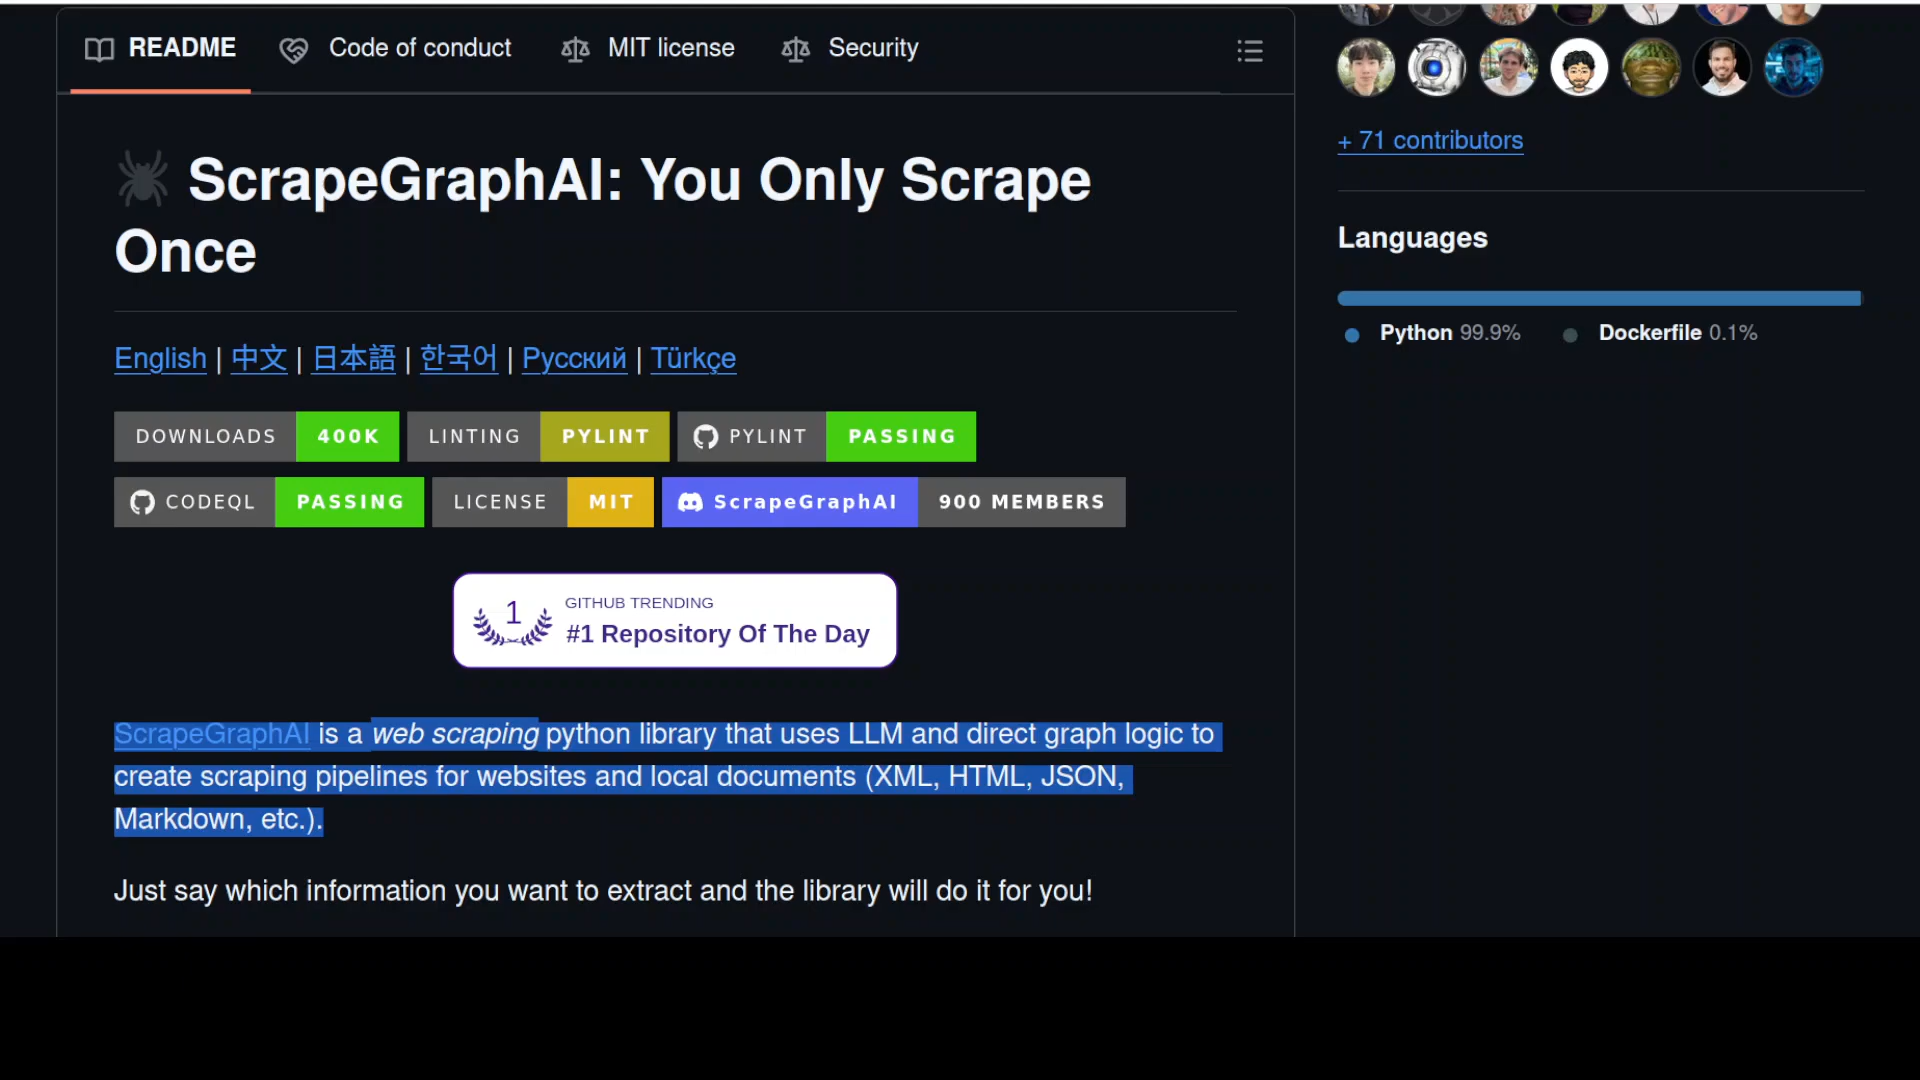 README
Code of conduct
MIT license
Security
ScrapeGraphAI: You Only Scrape
Once
English | 中文 | 日本語 | 한국어 | Русский | Türkçe
DOWNLOADS 400K
LINTING PYLINT
PYLINT PASSING
CODEQL PASSING
LICENSE MIT
ScrapeGraphAI 900 MEMBERS
1
GITHUB TRENDING
#1 Repository Of The Day
ScrapeGraphAI is a web scraping python library that uses LLM and direct graph logic to
create scraping pipelines for websites and local documents (XML, HTML, JSON,
Markdown, etc.).
Just say which information you want to extract and the library will do it for you!
+ 71 contributors
Languages
Python 99.9%
Dockerfile 0.1%